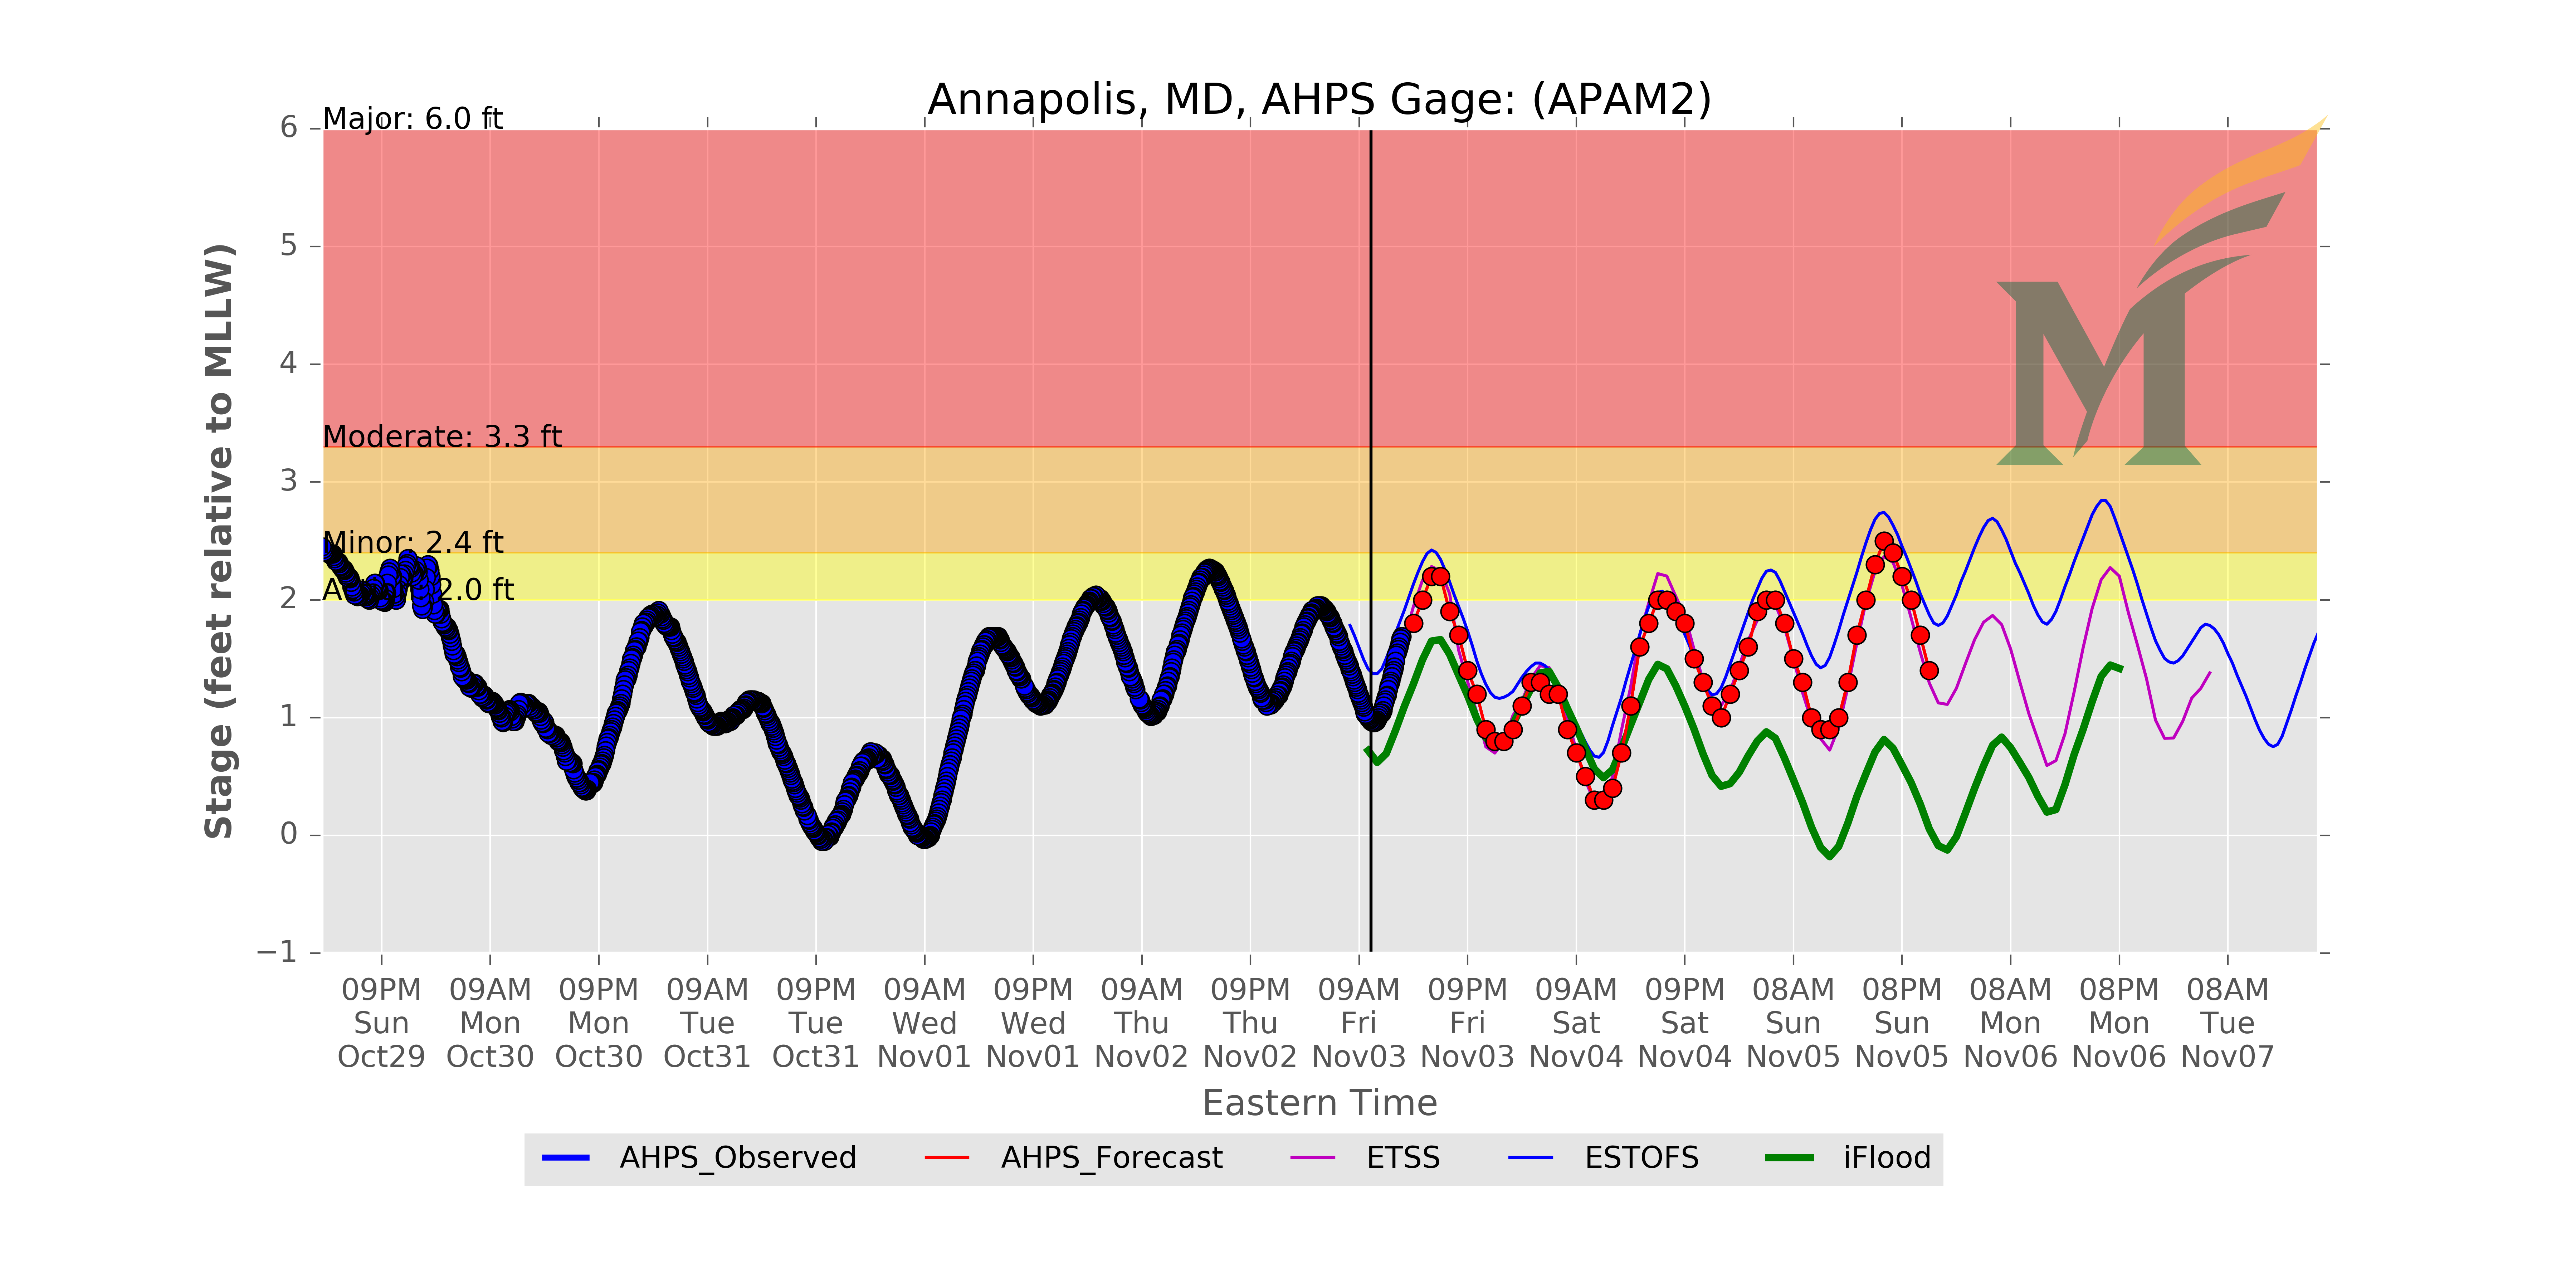 Annapolis, MD, AHPS Gage: (APAM2)
Major: 6.0 ft
Moderate: 3.3 ft
Minor: 2.4 ft
2.0 ft
Stage (feet relative to MLLW)
6
5
4
3
2
1
0
−1
09PM 09AM 09PM 09AM 09PM 09AM 09PM 09AM 09PM 09AM 09PM 09AM 09PM 08AM 08PM 08AM 08PM 08AM
Sun Mon Mon Tue Tue Wed Wed Thu Thu Fri Fri Sat Sat Sun Sun Mon Mon Tue
Oct29 Oct30 Oct30 Oct31 Oct31 Nov01 Nov01 Nov02 Nov02 Nov03 Nov03 Nov04 Nov04 Nov05 Nov05 Nov06 Nov06 Nov07
Eastern Time
AHPS_Observed AHPS_Forecast ETSS ESTOFS iFlood